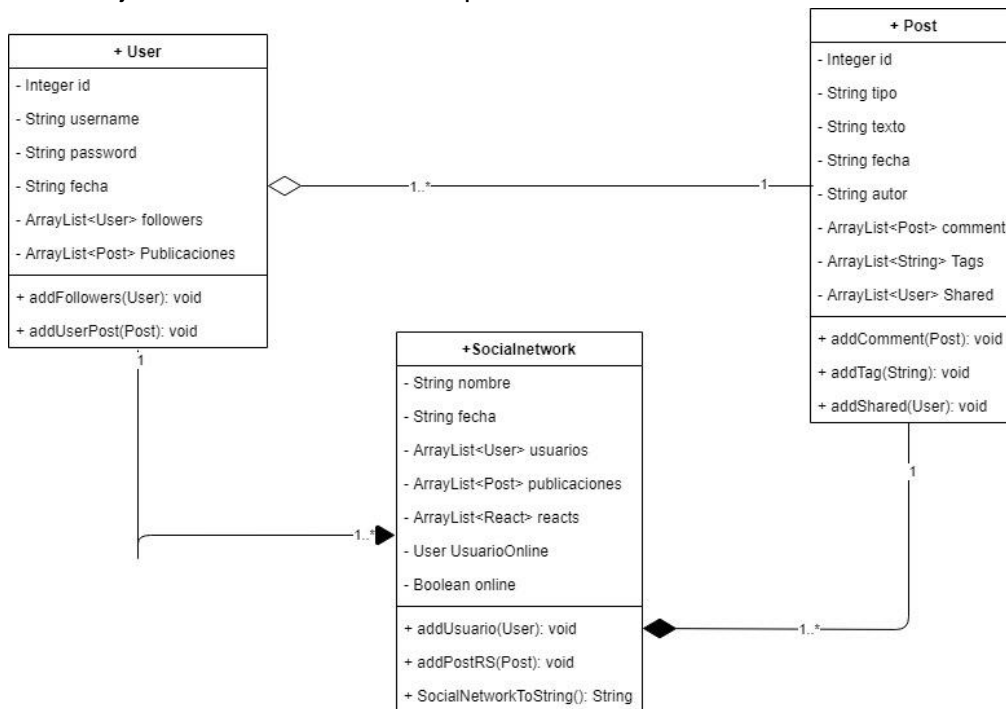 + User
- Integer id
- String username
- String password
- String fecha
- ArrayList<User> followers
- ArrayList<Post> Publicaciones
+ addFollowers(User): void
+ addUserPost(Post): void
1..*
1
+ Post
- Integer id
- String tipo
- String texto
- String fecha
- String autor
- ArrayList<Post> comment
- ArrayList<String> Tags
- ArrayList<User> Shared
+ addComment(Post): void
+ addTag(String): void
+ addShared(User): void
1
1..*
+Socialnetwork
- String nombre
- String fecha
- ArrayList<User> usuarios
- ArrayList<Post> publicaciones
- ArrayList<React> reacts
- User UsuarioOnline
- Boolean online
+ addUsuario(User): void
+ addPostRS(Post): void
+ SocialNetworkToString(): String
1
1..*